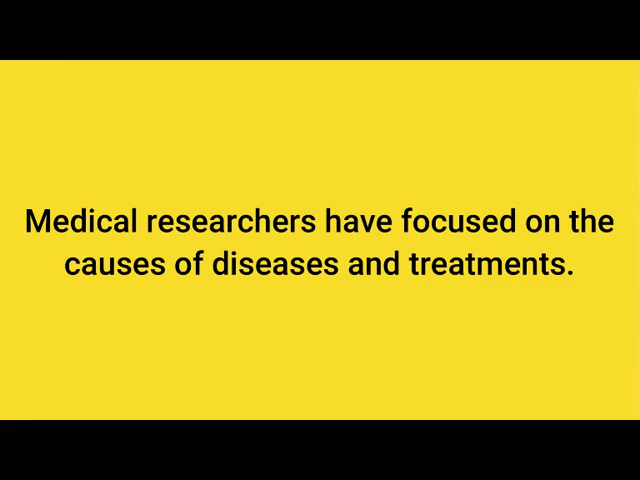 Medical researchers have focused on the
causes of diseases and treatments.